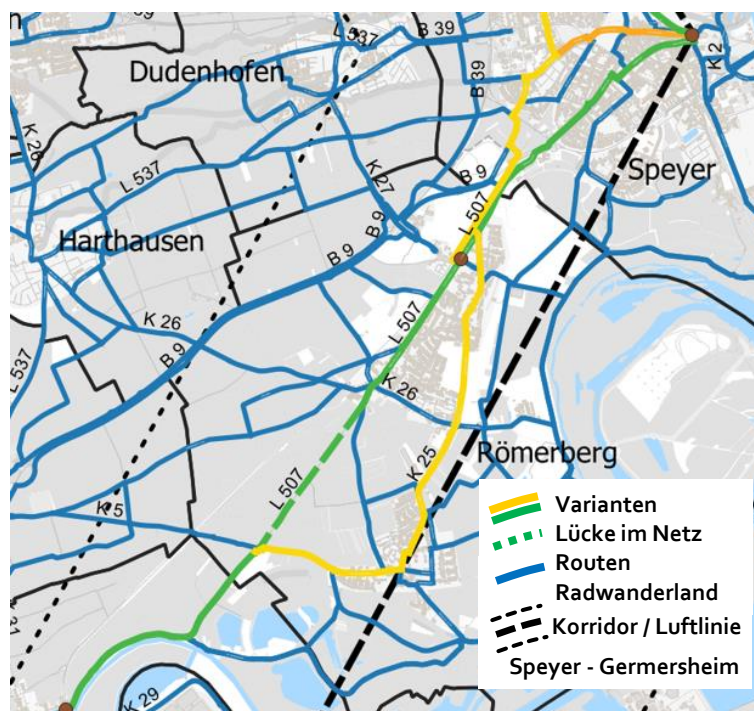 n
L 537
B 39
K 2
Dudenhofen
B 39
K 26
K 27
L 537
B 9
Speyer
L 507
Harthausen
B 9
B 9
K 26
L 507
B 9
L 537
K 26
Römerberg
K 25
L 507
K 5
Varianten
Lücke im Netz
Routen
Radwanderland
Korridor / Luftlinie
Speyer - Germersheim
K 29